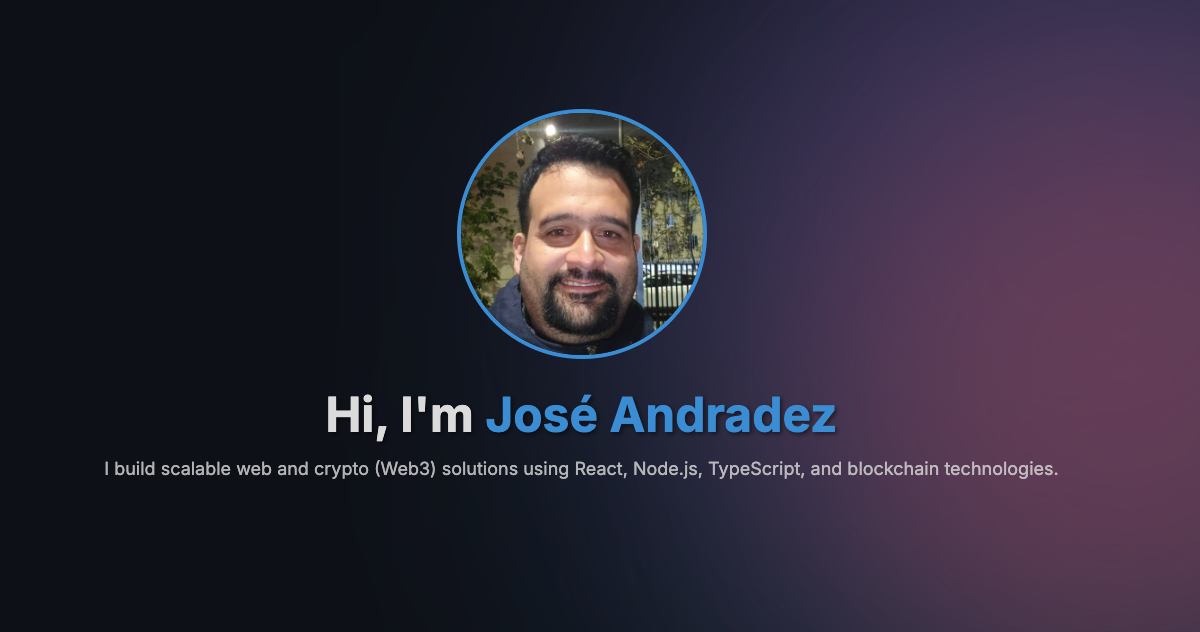 Hi, I'm José Andradez
I build scalable web and crypto (Web3) solutions using React, Node.js, TypeScript, and blockchain technologies.